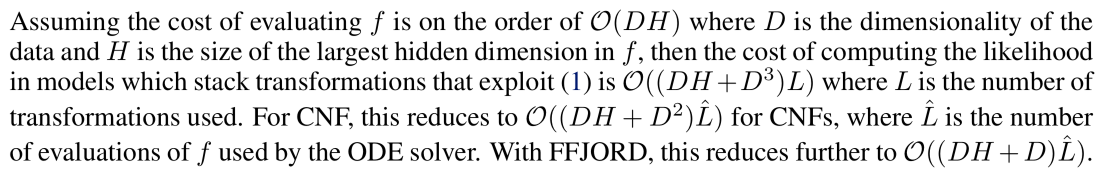 Assuming the cost of evaluating f is on the order of O(DH) where D is the dimensionality of the
data and H is the size of the largest hidden dimension in f, then the cost of computing the likelihood
in models which stack transformations that exploit (1) is O((DH+D³)L) where L is the number of
transformations used. For CNF, this reduces to O((DH + D²)L̂) for CNFs, where L̂ is the number
of evaluations of f used by the ODE solver. With FFJORD, this reduces further to O((DH + D)L̂).